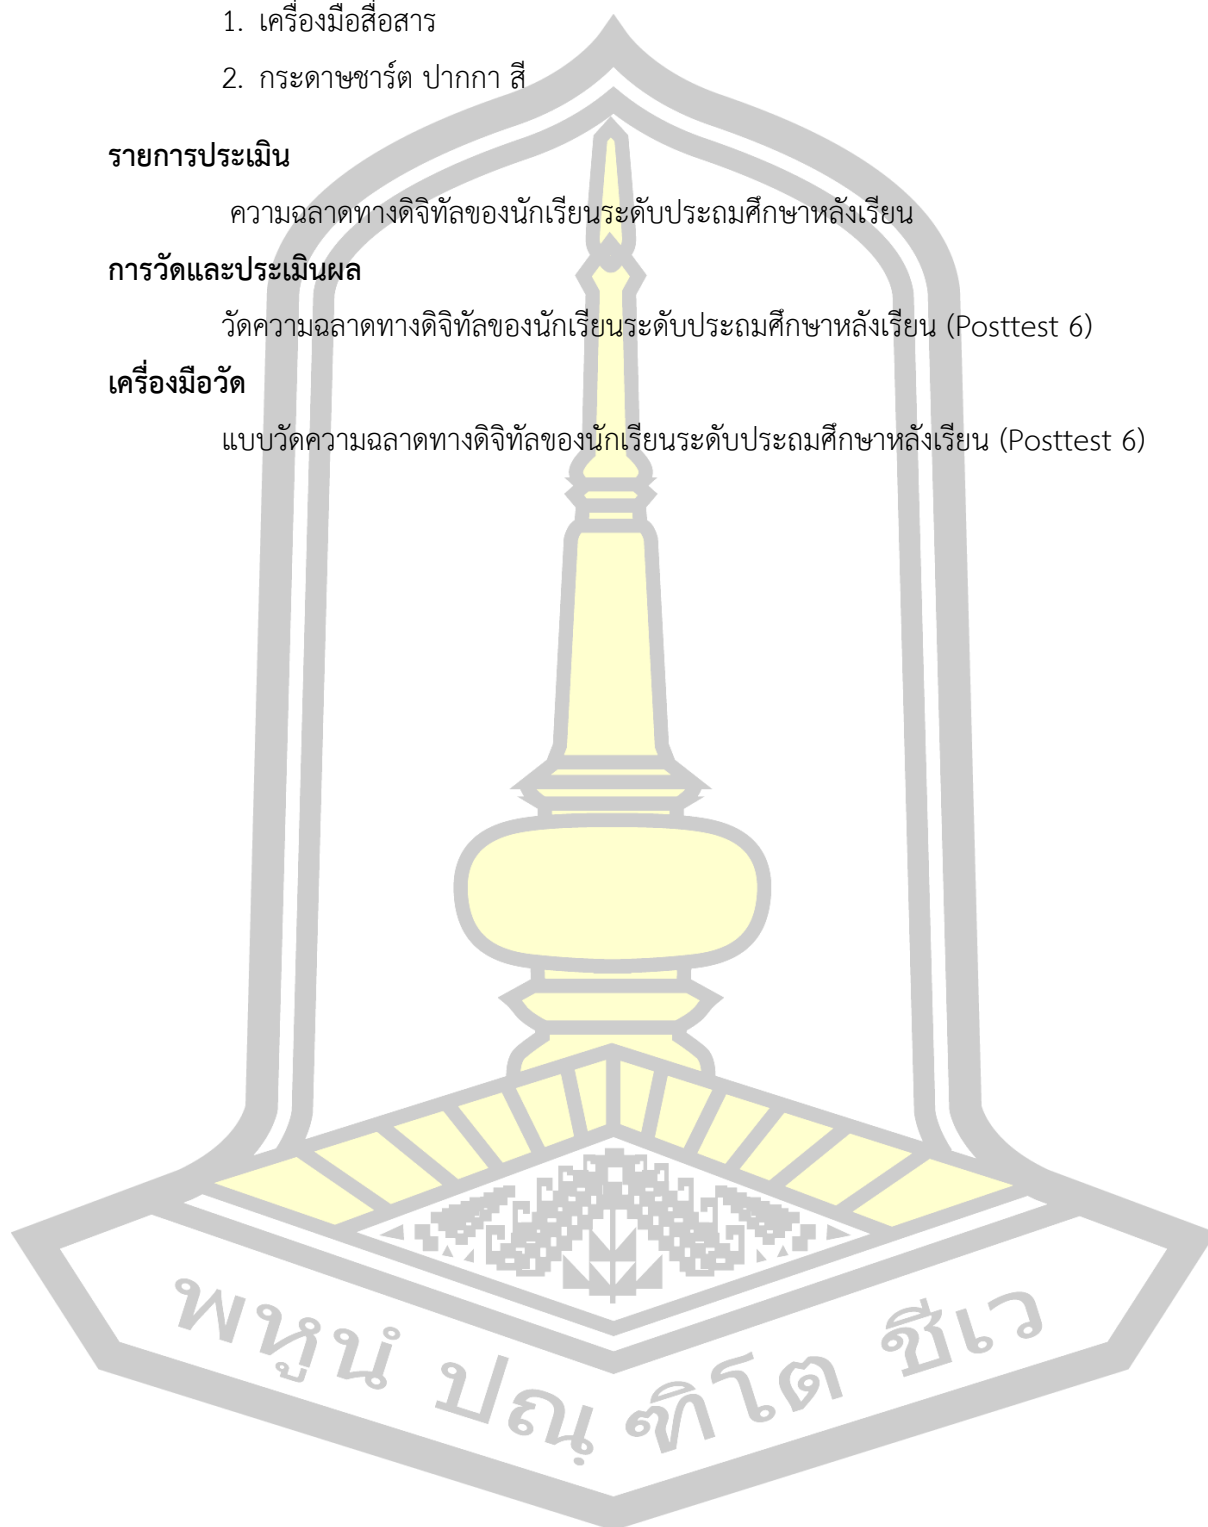 1. เครื่องมือสื่อสาร
2. กระดาษชาร์ต ปากกา สี
รายการประเมิน
ความฉลาดทางดิจิทัลของนักเรียนระดับประถมศึกษาหลังเรียน
การวัดและประเมินผล
วัดความฉลาดทางดิจิทัลของนักเรียนระดับประถมศึกษาหลังเรียน (Posttest 6)
เครื่องมือวัด
แบบวัดความฉลาดทางดิจิทัลของนักเรียนระดับประถมศึกษาหลังเรียน (Posttest 6)
พหูนํ ปณฺ ฑิโต ชีเว